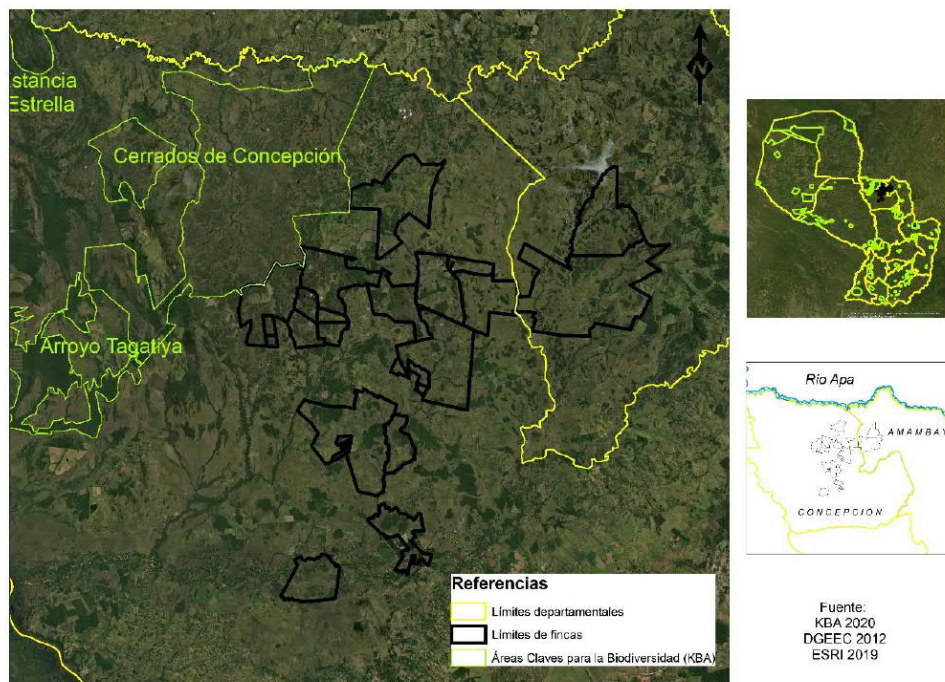 stancia
Estrella
Cerrados de Concepción
Arroyo Tagatiya
N
Referencias
Límites departamentales
Límites de fincas
Áreas Claves para la Biodiversidad (KBA)
Río Apa
AMAMBAY
CONCEPCION
Fuente:
KBA 2020
DGEEC 2012
ESRI 2019